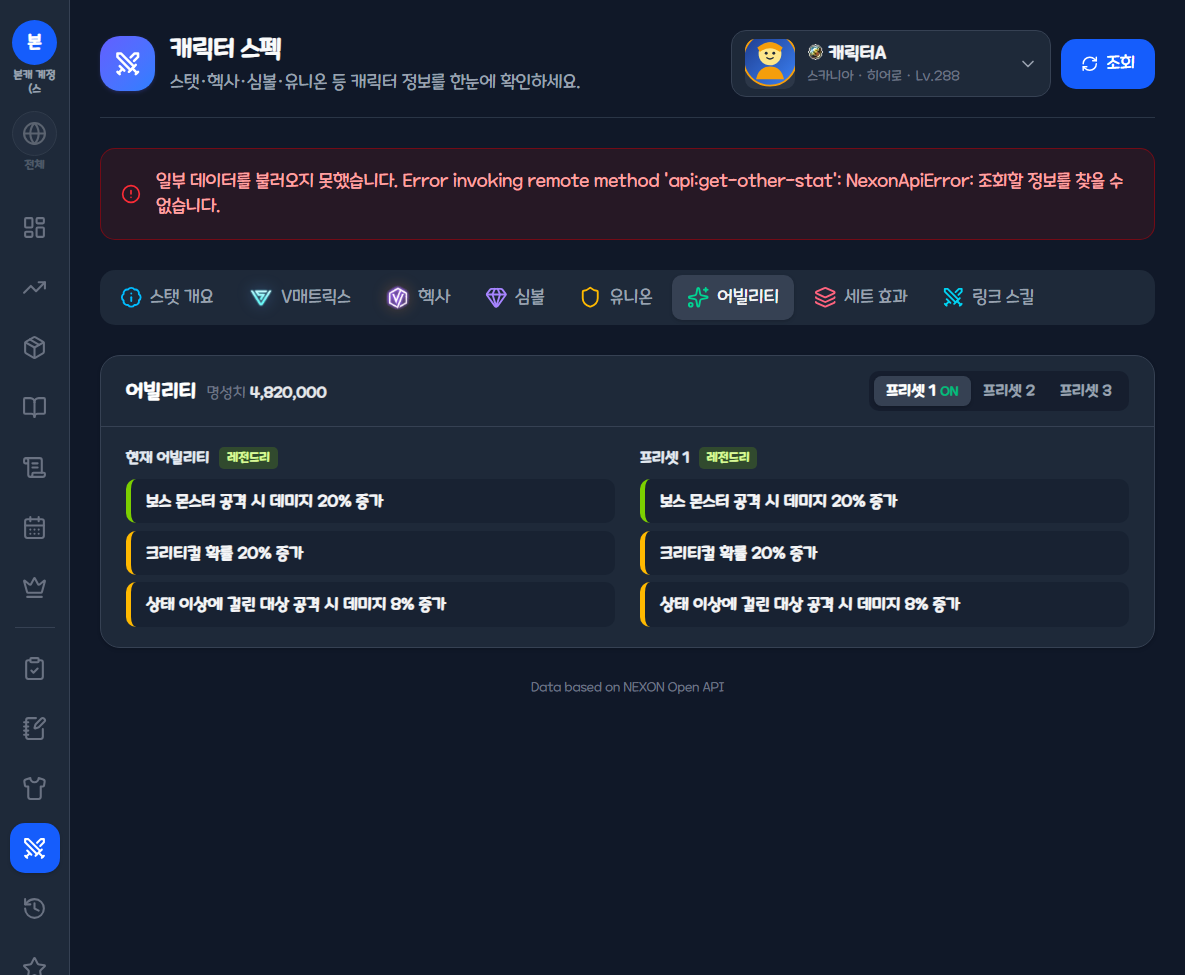 본
본캐 계정
(스
전체
캐릭터 스펙
스탯·헥사·심볼·유니온 등 캐릭터 정보를 한눈에 확인하세요.
캐릭터A
스카니아 · 히어로 · Lv.288
조회
일부 데이터를 불러오지 못했습니다. Error invoking remote method 'api:get-other-stat': NexonApiError: 조회할 정보를 찾을 수
없습니다.
스탯 개요
V매트릭스
헥사
심볼
유니온
어빌리티
세트 효과
링크 스킬
어빌리티 명성치 4,820,000
프리셋 1 ON
프리셋 2
프리셋 3
현재 어빌리티 레전드리
보스 몬스터 공격 시 데미지 20% 증가
크리티컬 확률 20% 증가
상태 이상에 걸린 대상 공격 시 데미지 8% 증가
프리셋 1 레전드리
보스 몬스터 공격 시 데미지 20% 증가
크리티컬 확률 20% 증가
상태 이상에 걸린 대상 공격 시 데미지 8% 증가
Data based on NEXON Open API